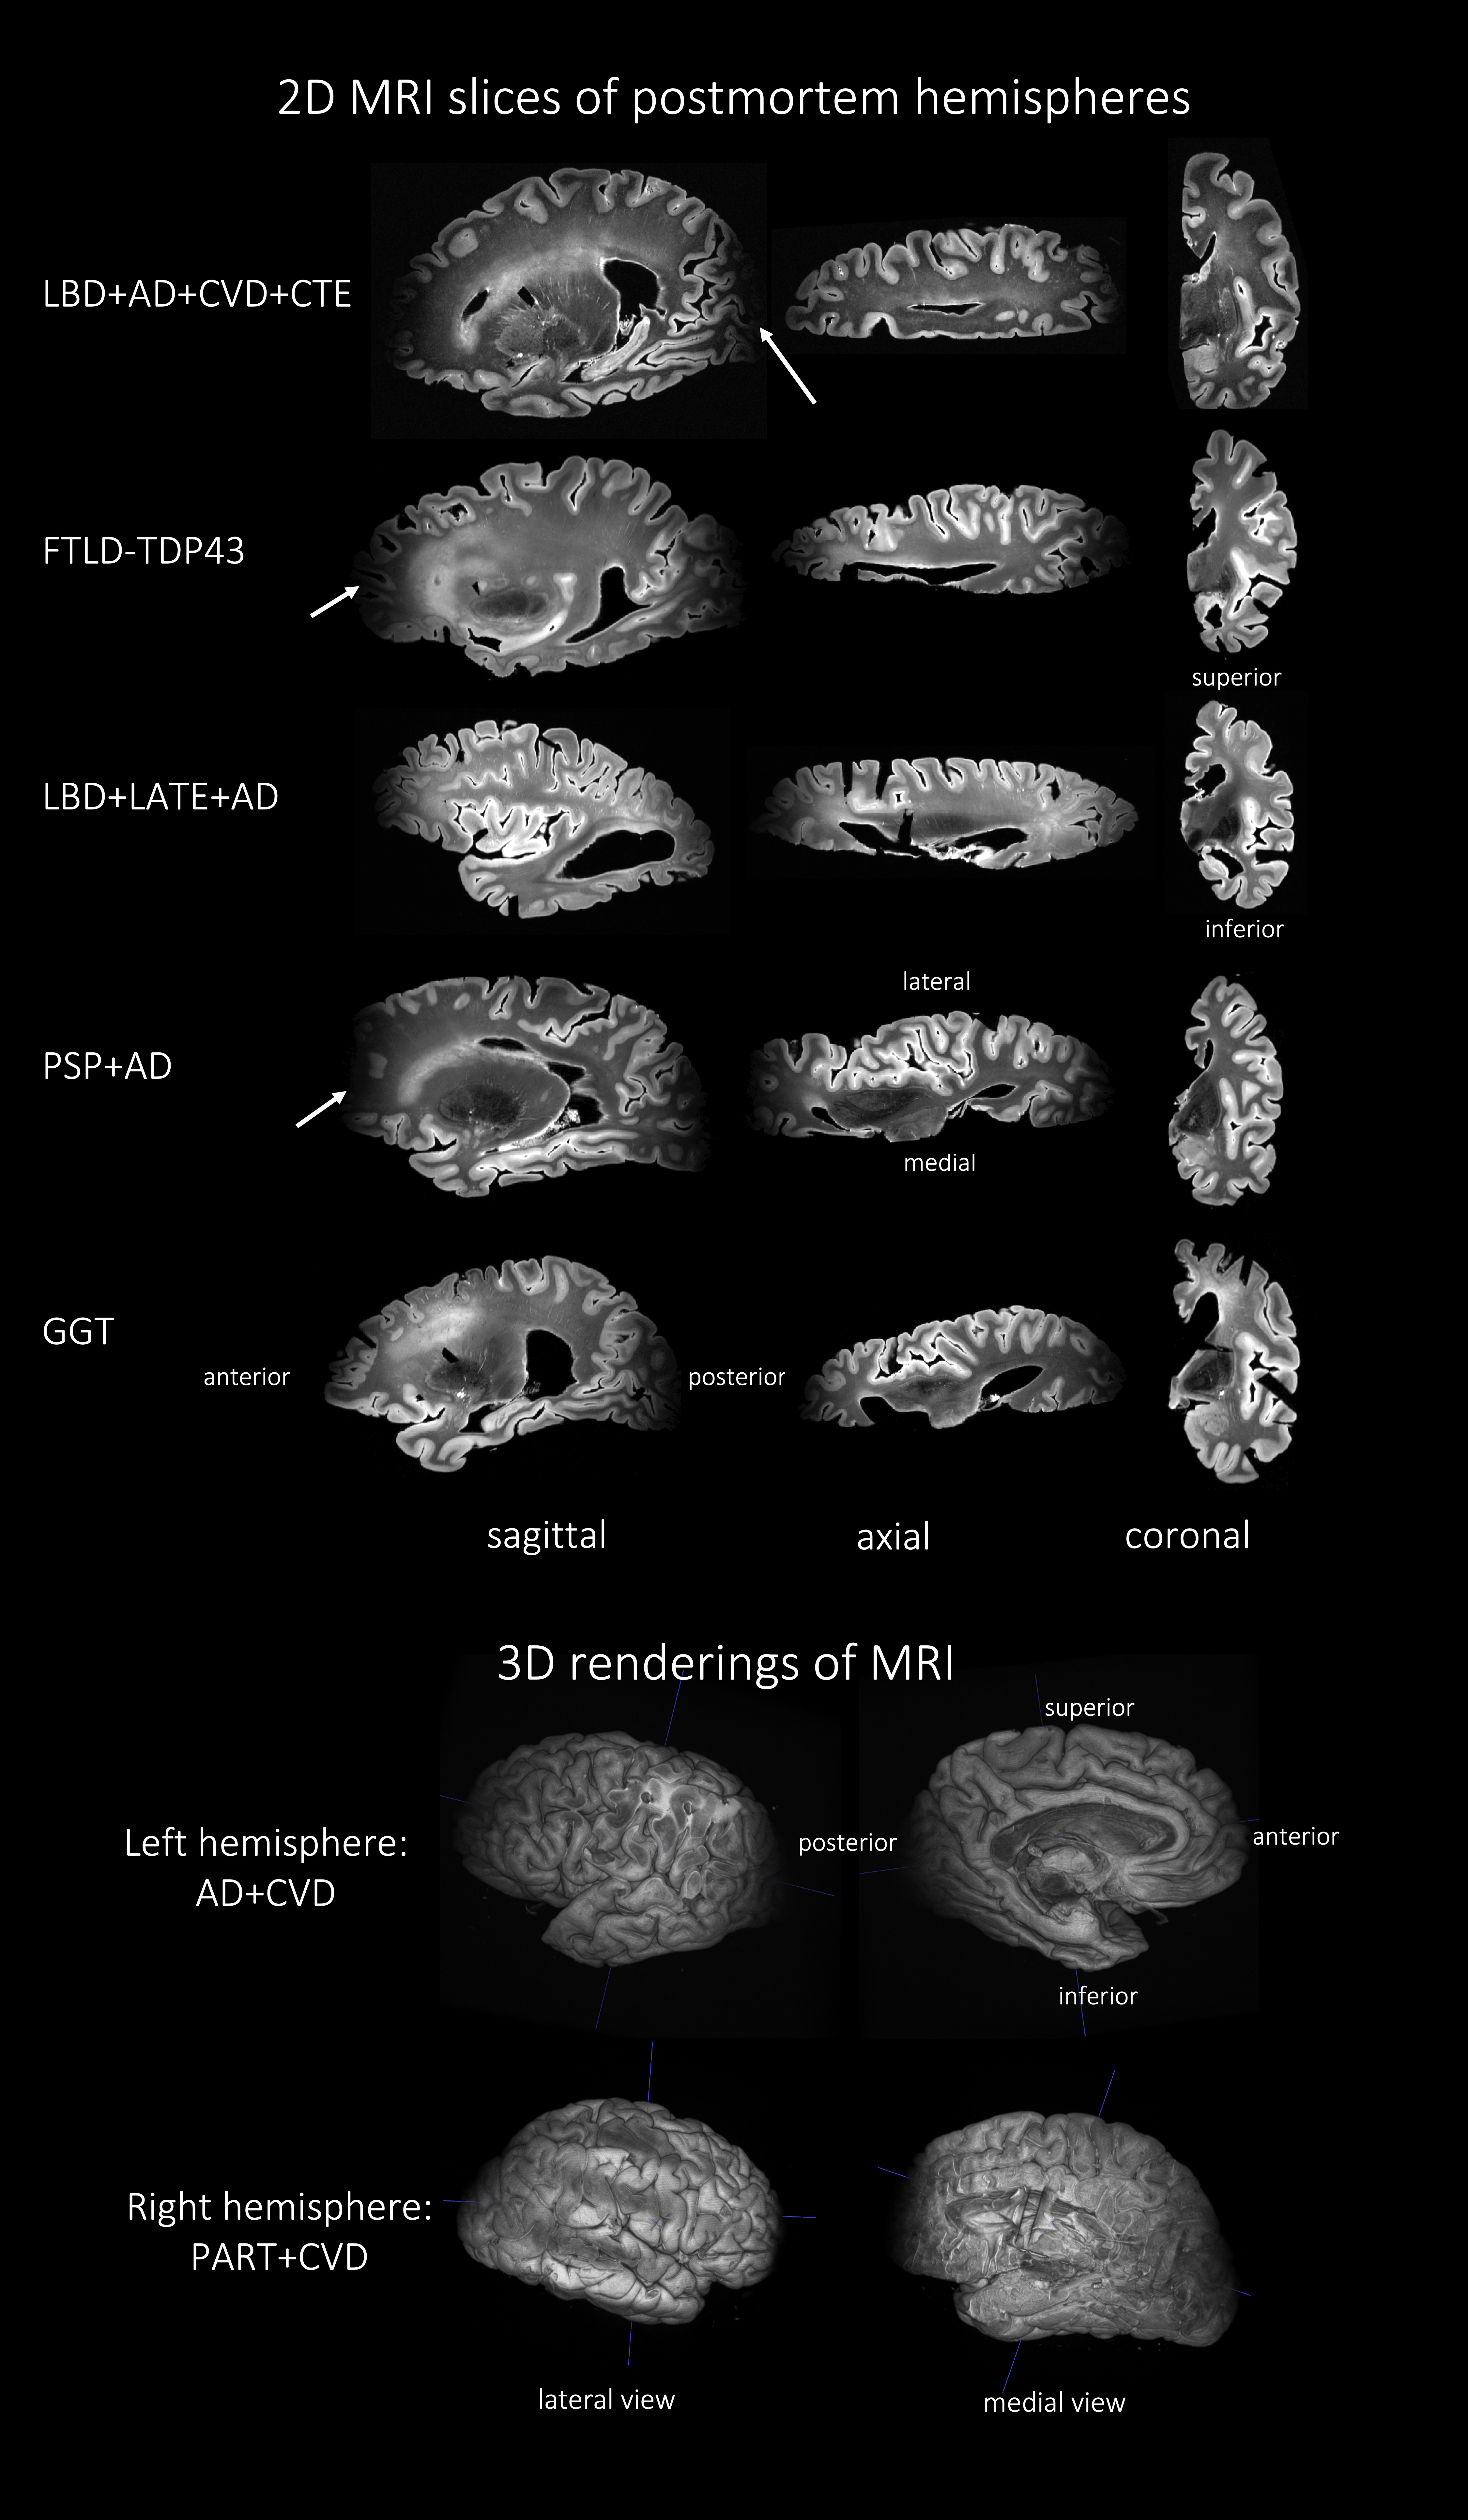 2D MRI slices of postmortem hemispheres
LBD+AD+CVD+CTE
FTLD-TDP43
superior
LBD+LATE+AD
inferior
lateral
PSP+AD
medial
GGT
anterior
posterior
sagittal
axial
coronal
3D renderings of MRI
superior
Left hemisphere:
AD+CVD
posterior
anterior
inferior
Right hemisphere:
PART+CVD
lateral view
medial view